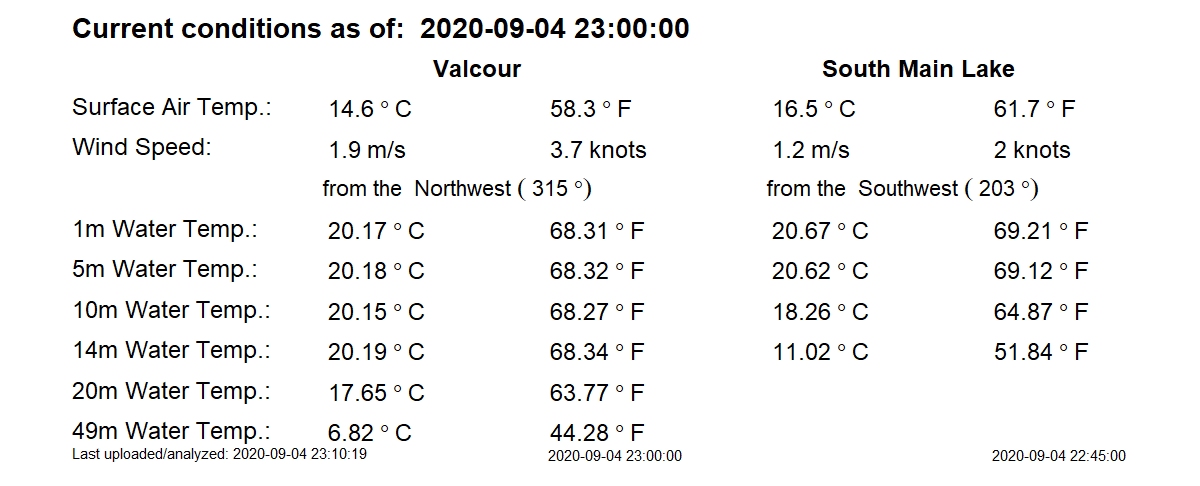 Current conditions as of: 2020-09-04 23:00:00
Valcour South Main Lake
Surface Air Temp.: 14.6 ° C 58.3 ° F 16.5 ° C 61.7 ° F
Wind Speed: 1.9 m/s 3.7 knots 1.2 m/s 2 knots
from the Northwest ( 315 °) from the Southwest ( 203 °)
1m Water Temp.: 20.17 ° C 68.31 ° F 20.67 ° C 69.21 ° F
5m Water Temp.: 20.18 ° C 68.32 ° F 20.62 ° C 69.12 ° F
10m Water Temp.: 20.15 ° C 68.27 ° F 18.26 ° C 64.87 ° F
14m Water Temp.: 20.19 ° C 68.34 ° F 11.02 ° C 51.84 ° F
20m Water Temp.: 17.65 ° C 63.77 ° F
49m Water Temp.: 6.82 ° C 44.28 ° F
Last uploaded/analyzed: 2020-09-04 23:10:19 2020-09-04 23:00:00 2020-09-04 22:45:00